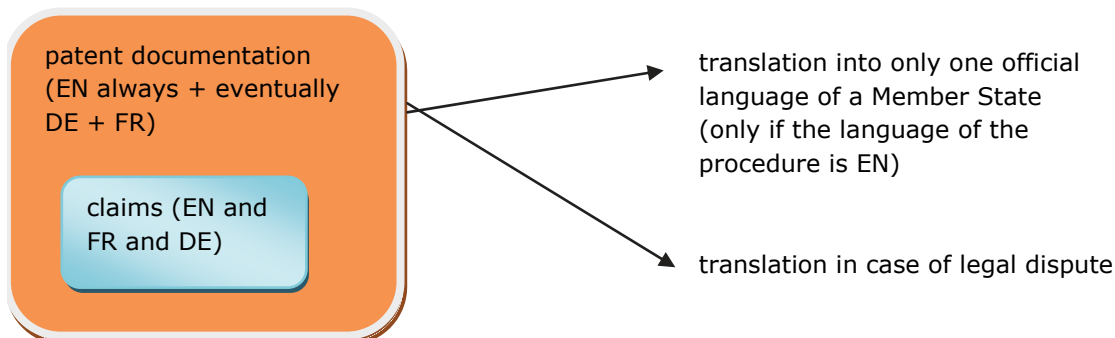 patent documentation
(EN always + eventually
DE + FR)
claims (EN and
FR and DE)
translation into only one official
language of a Member State
(only if the language of the
procedure is EN)
translation in case of legal dispute